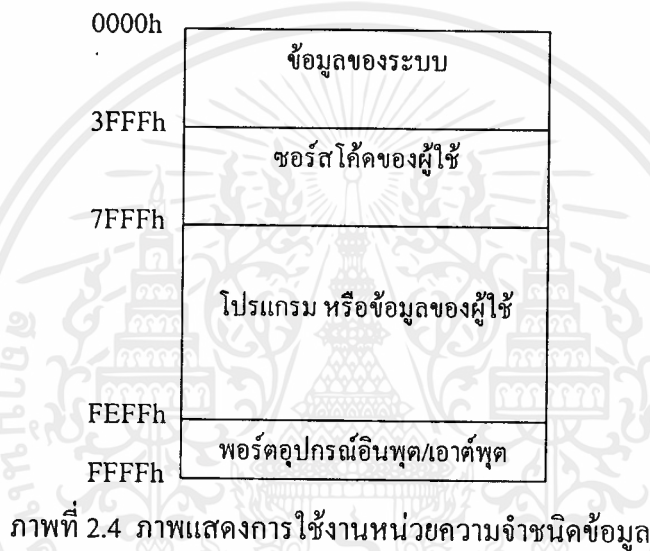 0000h
ข้อมูลของระบบ
3FFFh
ซอร์สโค้ดของผู้ใช้
7FFFh
โปรแกรม หรือข้อมูลของผู้ใช้
FEFFh
พอร์ตอุปกรณ์อินพุต/เอาต์พุต
FFFFh
ภาพที่ 2.4 ภาพแสดงการใช้งานหน่วยความจำชนิดข้อมูล